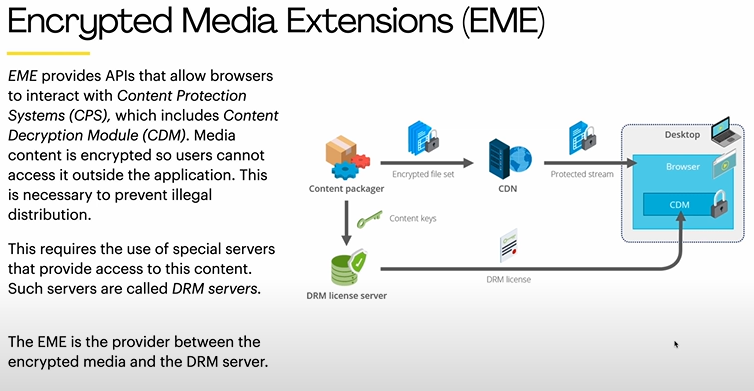 Encrypted Media Extensions (EME)
EME provides APIs that allow browsers
to interact with Content Protection
Systems (CPS), which includes Content
Decryption Module (CDM). Media
content is encrypted so users cannot
access it outside the application. This
is necessary to prevent illegal
distribution.
This requires the use of special servers
that provide access to this content.
Such servers are called DRM servers.
The EME is the provider between the
encrypted media and the DRM server.
Content packager
Encrypted file set
CDN
Protected stream
Desktop
Browser
CDM
Content keys
DRM license server
DRM license